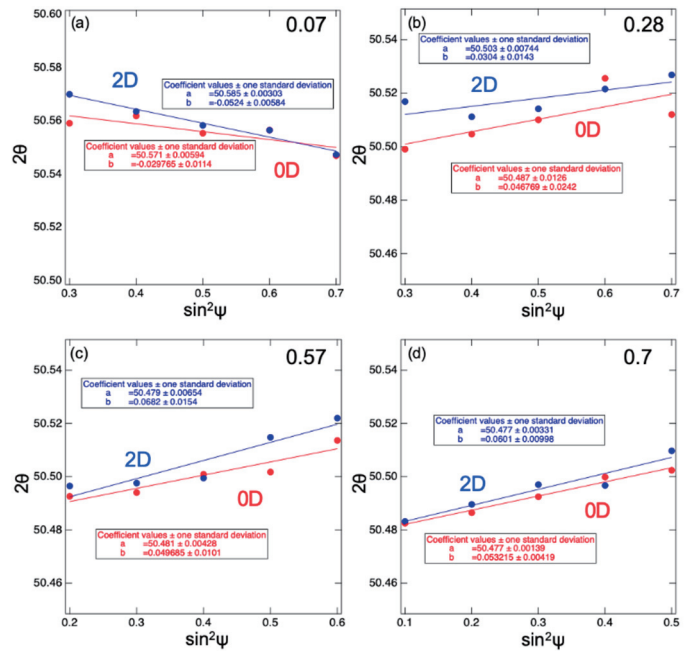 (a)
0.07
50.60
50.58
50.56
50.54
50.52
50.50
2θ
2D
Coefficient values ± one standard deviation
a =50.585 ± 0.00303
b =-0.0524 ± 0.00584
Coefficient values ± one standard deviation
a =50.571 ± 0.00594
b =-0.029765 ± 0.0114
0D
0.3 0.4 0.5 0.6 0.7
sin²ψ
(b)
0.28
50.54
50.52
50.50
50.48
50.46
2θ
Coefficient values ± one standard deviation
a =50.503 ± 0.00744
b =0.0304 ± 0.0143
2D
0D
Coefficient values ± one standard deviation
a =50.487 ± 0.0126
b =0.046769 ± 0.0242
0.3 0.4 0.5 0.6 0.7
sin²ψ
(c)
0.57
50.54
50.52
50.50
50.48
50.46
2θ
Coefficient values ± one standard deviation
a =50.479 ± 0.00654
b =0.0682 ± 0.0154
2D
0D
Coefficient values ± one standard deviation
a =50.481 ± 0.00428
b =0.049685 ± 0.0101
0.2 0.3 0.4 0.5 0.6
sin²ψ
(d)
0.7
50.54
50.52
50.50
50.48
50.46
2θ
Coefficient values ± one standard deviation
a =50.477 ± 0.00331
b =0.0601 ± 0.00998
2D
0D
Coefficient values ± one standard deviation
a =50.477 ± 0.00139
b =0.053215 ± 0.00419
0.1 0.2 0.3 0.4 0.5
sin²ψ